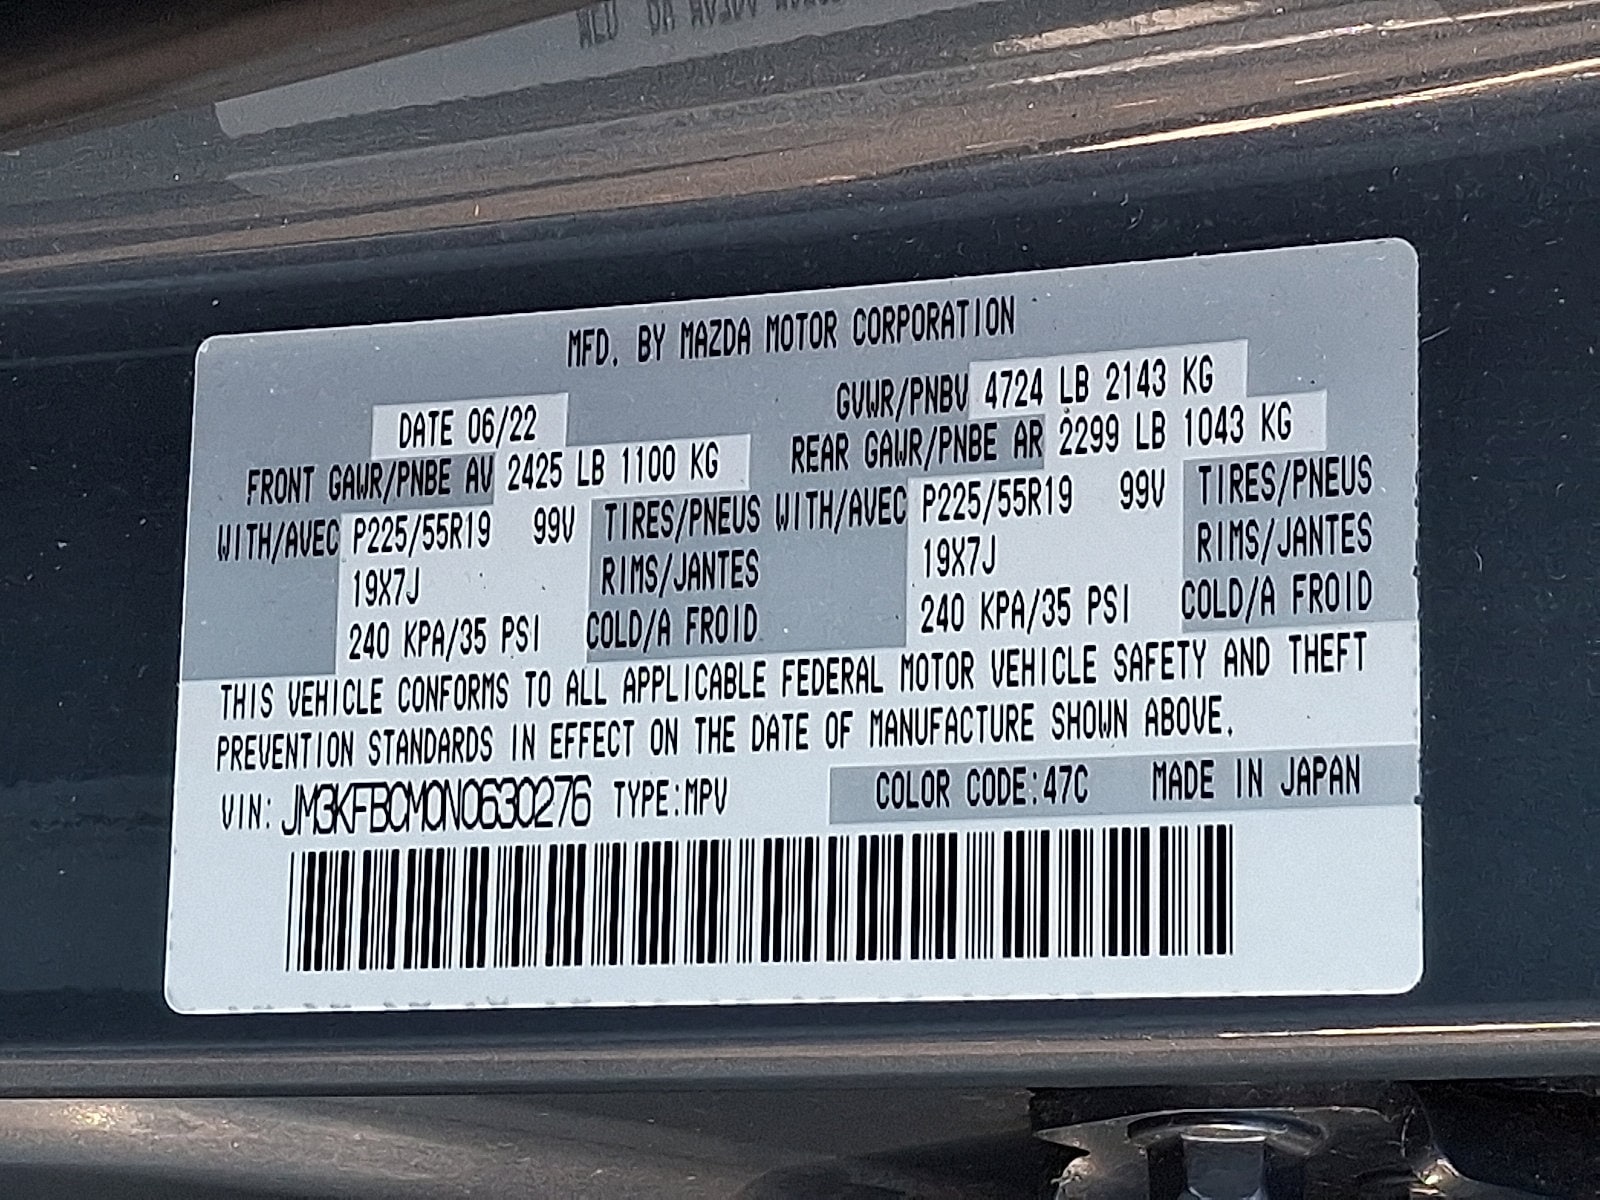 MFD. BY MAZDA MOTOR CORPORATION
DATE 06/22 GVWR/PNBV 4724 LB 2143 KG
FRONT GAWR/PNBE AV 2425 LB 1100 KG REAR GAWR/PNBE AR 2299 LB 1043 KG
WITH/AVEC P225/55R19 99V TIRES/PNEUS WITH/AVEC P225/55R19 99V TIRES/PNEUS
19X7J RIMS/JANTES 19X7J RIMS/JANTES
240 KPA/35 PSI COLD/A FROID 240 KPA/35 PSI COLD/A FROID
THIS VEHICLE CONFORMS TO ALL APPLICABLE FEDERAL MOTOR VEHICLE SAFETY AND THEFT
PREVENTION STANDARDS IN EFFECT ON THE DATE OF MANUFACTURE SHOWN ABOVE.
VIN: JM3KFBCM0N0630276 TYPE:MPV COLOR CODE:47C MADE IN JAPAN